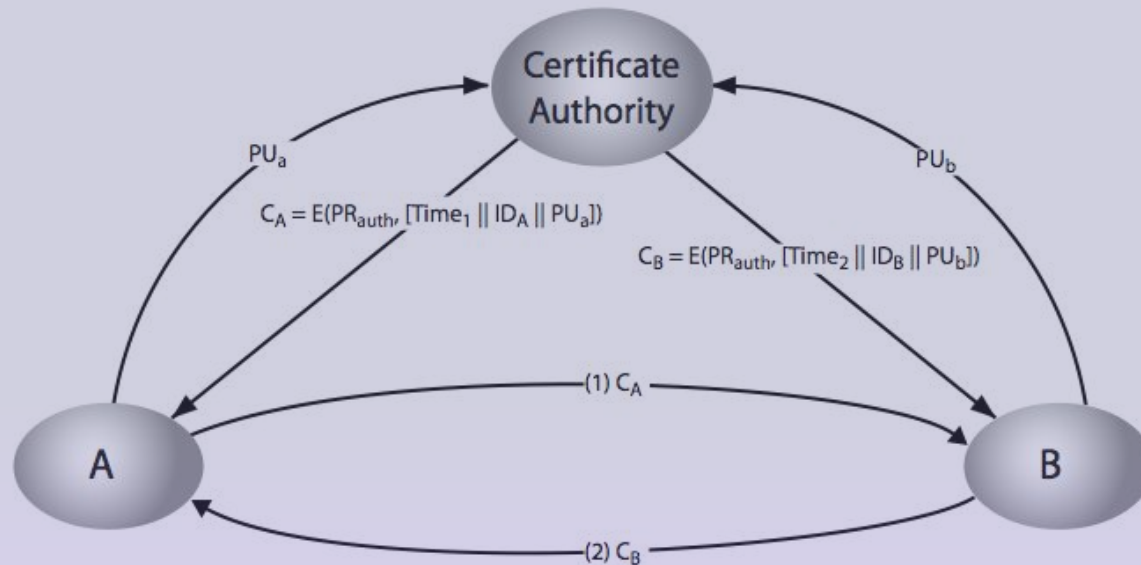 Certificate
Authority
PUa
PUb
CA = E(PRauth, [Time1 || IDA || PUa])
CB = E(PRauth, [Time2 || IDB || PUb])
(1) CA
A
B
(2) CB